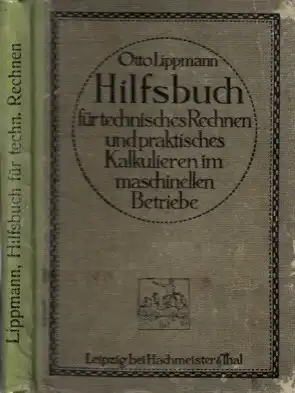 Lippmann, Hilfsbuch für techn. Rechnen
Otto Lippmann
Hilfsbuch
für technisches Rechnen
und praktisches
Kalkulieren im
maschinellen
Betriebe
Leipzig bei Hachmeister & Thal